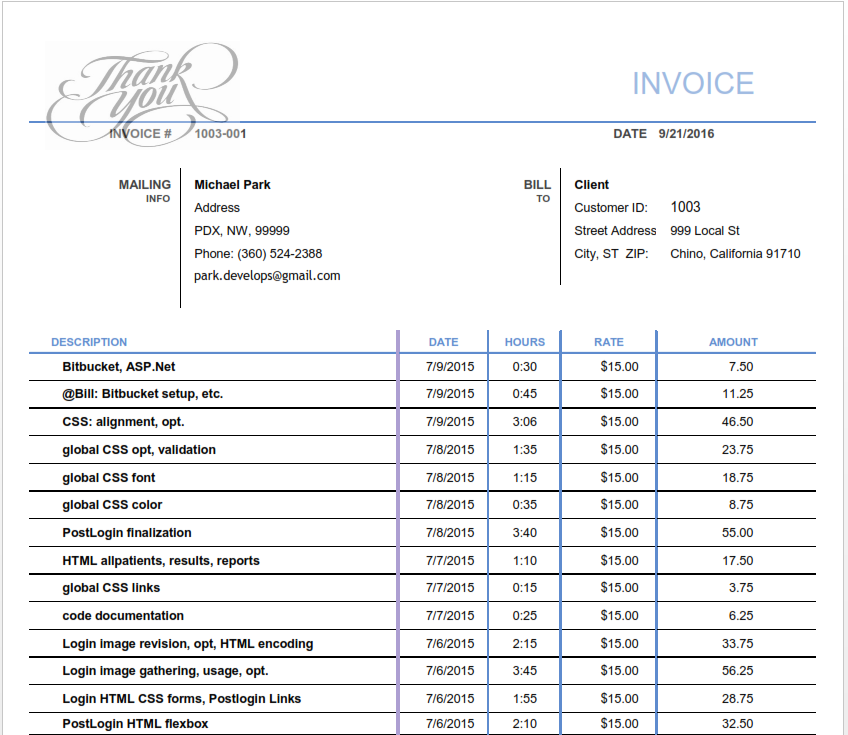 Thank
You
INVOICE
INVOICE # 1003-001 DATE 9/21/2016
MAILING Michael Park BILL Client
INFO TO
Address Customer ID: 1003
PDX, NW, 99999 Street Address 999 Local St
Phone: (360) 524-2388 City, ST ZIP: Chino, California 91710
park.develops@gmail.com
DESCRIPTION DATE HOURS RATE AMOUNT
Bitbucket, ASP.Net 7/9/2015 0:30 $15.00 7.50
@Bill: Bitbucket setup, etc. 7/9/2015 0:45 $15.00 11.25
CSS: alignment, opt. 7/9/2015 3:06 $15.00 46.50
global CSS opt, validation 7/8/2015 1:35 $15.00 23.75
global CSS font 7/8/2015 1:15 $15.00 18.75
global CSS color 7/8/2015 0:35 $15.00 8.75
PostLogin finalization 7/8/2015 3:40 $15.00 55.00
HTML allpatients, results, reports 7/7/2015 1:10 $15.00 17.50
global CSS links 7/7/2015 0:15 $15.00 3.75
code documentation 7/7/2015 0:25 $15.00 6.25
Login image revision, opt, HTML encoding 7/6/2015 2:15 $15.00 33.75
Login image gathering, usage, opt. 7/6/2015 3:45 $15.00 56.25
Login HTML CSS forms, Postlogin Links 7/6/2015 1:55 $15.00 28.75
PostLogin HTML flexbox 7/6/2015 2:10 $15.00 32.50